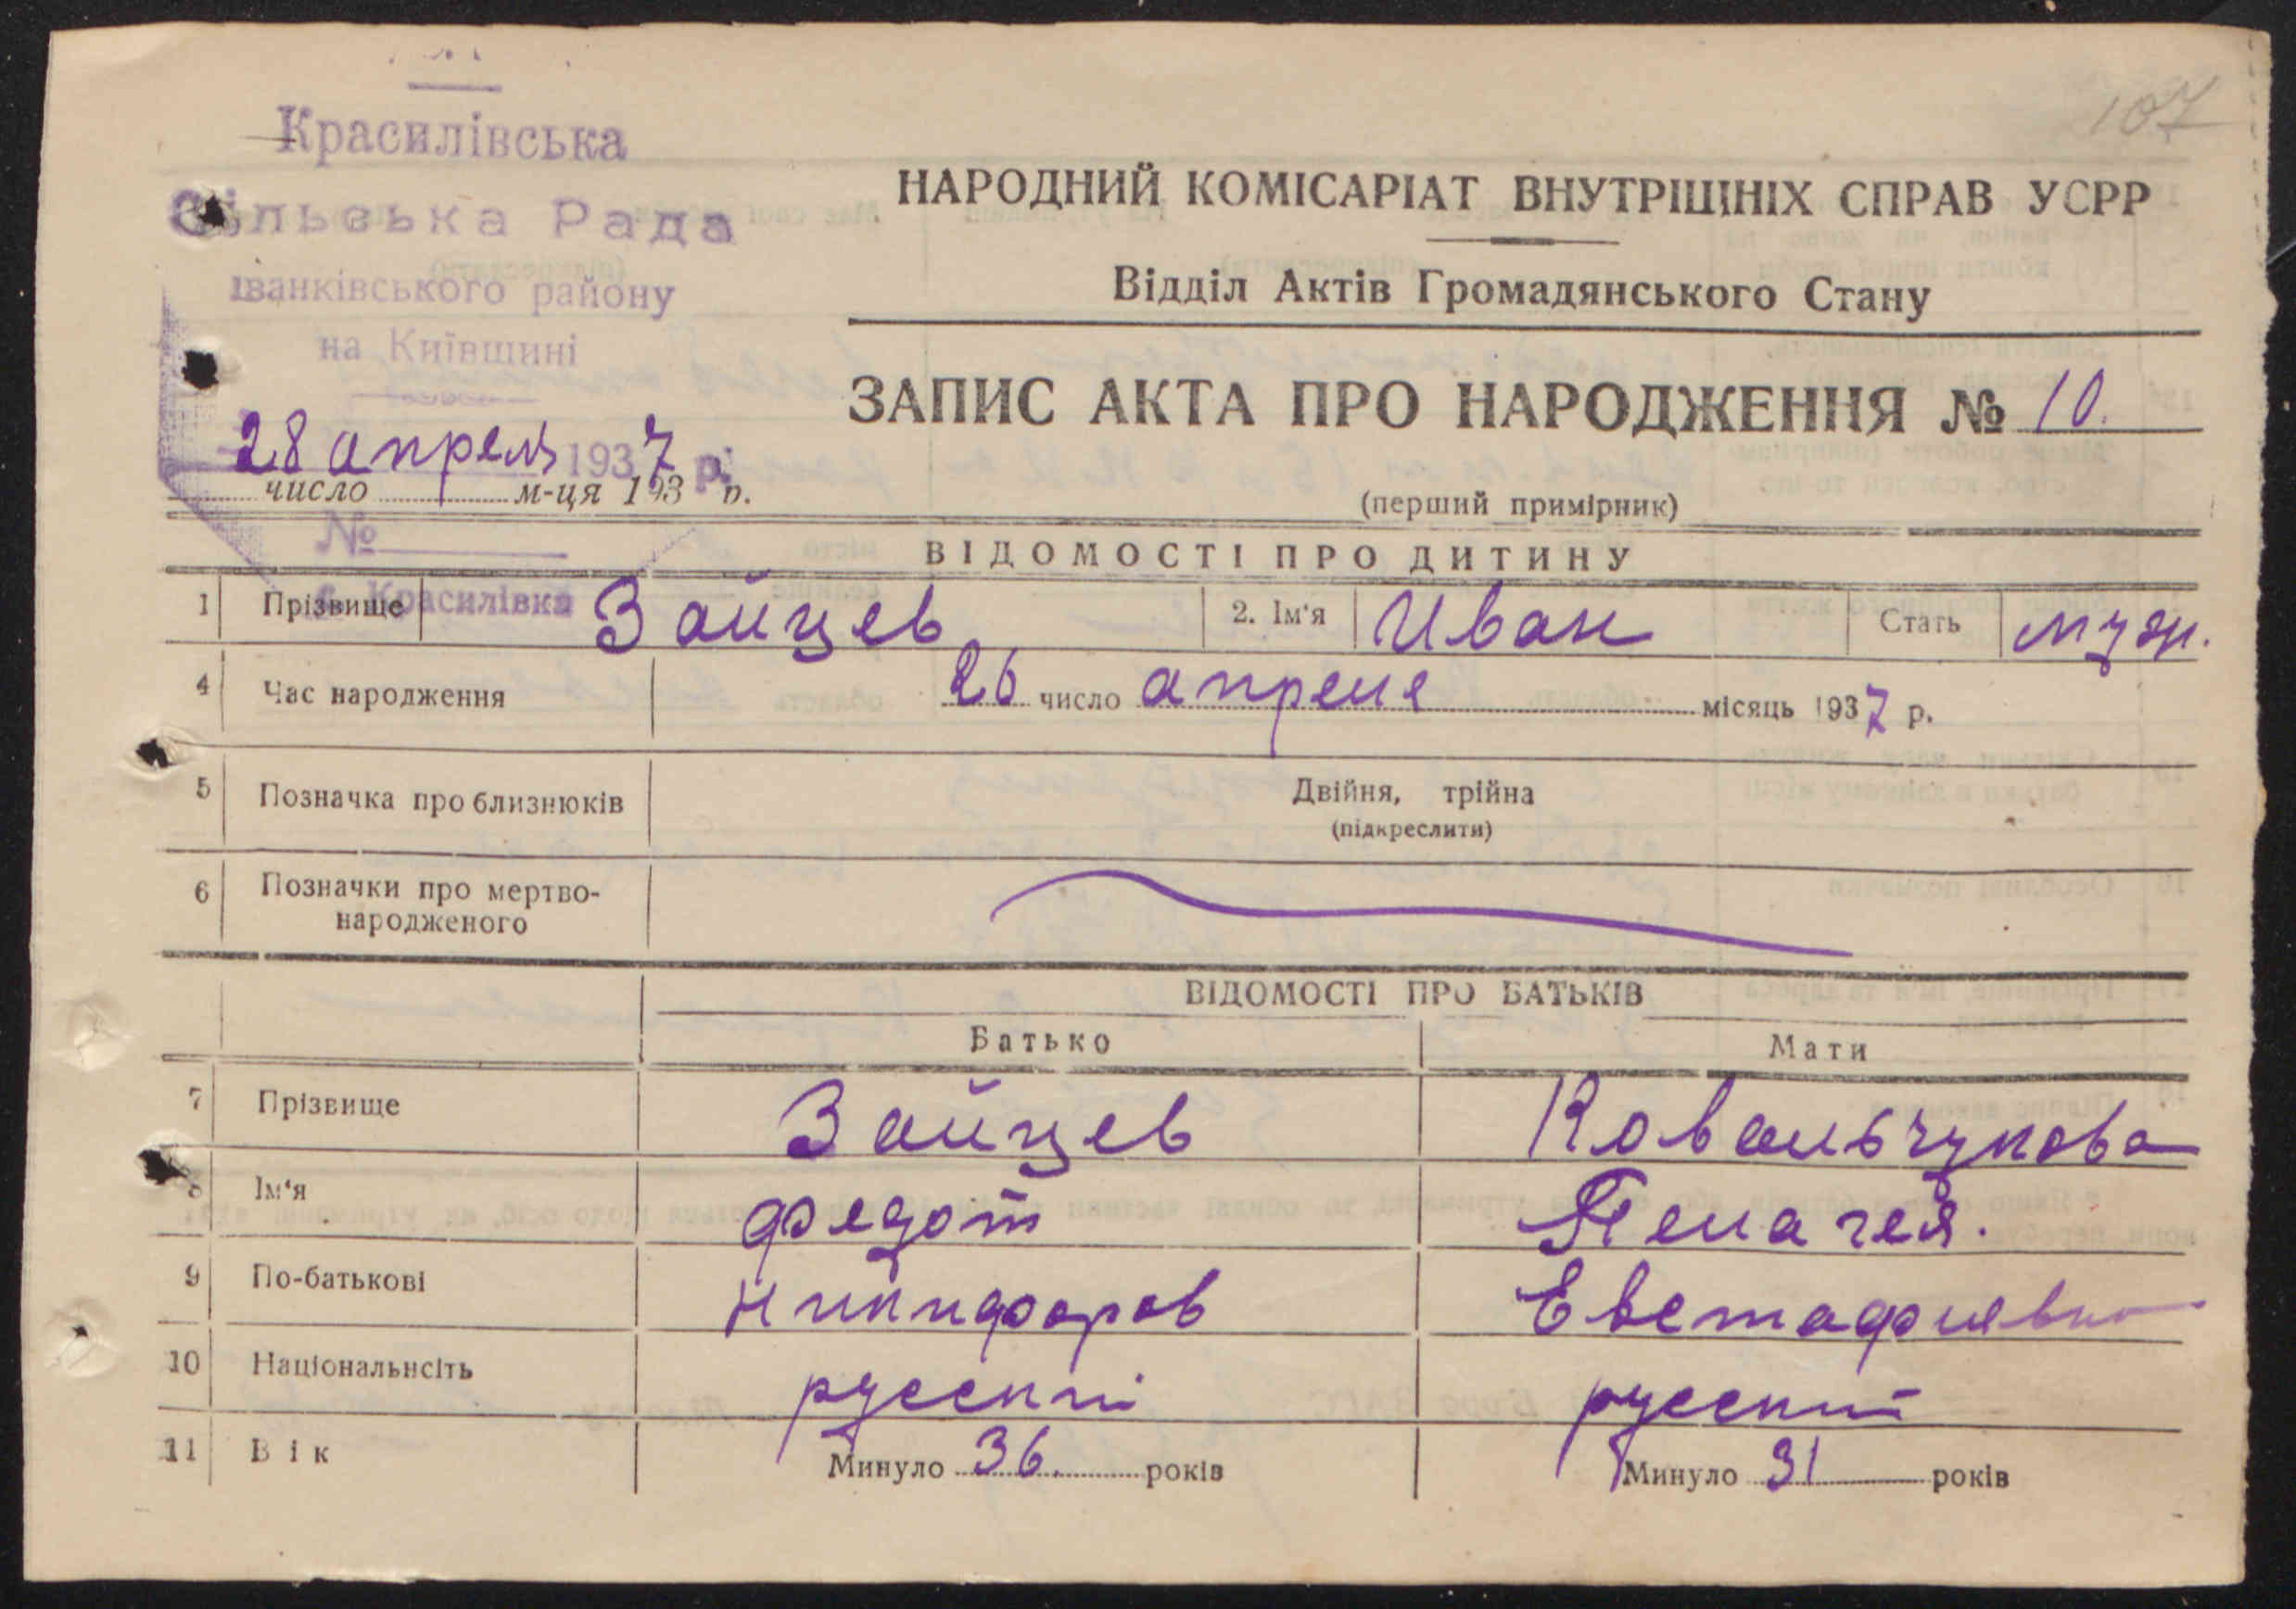 107
Красилівська
Сільська Рада
Іванківського району
на Київщині
НАРОДНИЙ КОМІСАРІАТ ВНУТРІШНІХ СПРАВ УСРР
Відділ Актів Громадянського Стану
ЗАПИС АКТА ПРО НАРОДЖЕННЯ № 10.
28 апреля 1937 р.
число м-ця 193 р.
(перший примірник)
№
с. Красилівка
ВІДОМОСТІ ПРО ДИТИНУ
1 Прізвище Зайцев 2. Ім'я Иван Стать муж.
4 Час народження 26 число апреля місяць 1937 р.
5 Позначка про близнюків Двійня, трійна
(підкреслити)
6 Позначки про мертво-
народженого
ВІДОМОСТІ ПРО БАТЬКІВ
Батько Мати
7 Прізвище Зайцев Ковальчукова
8 Ім'я Федот Пелагея.
9 По-батькові Никифоров Евстафиевна
10 Національнсіть русский русский
11 Вік Минуло 36. років Минуло 31 років